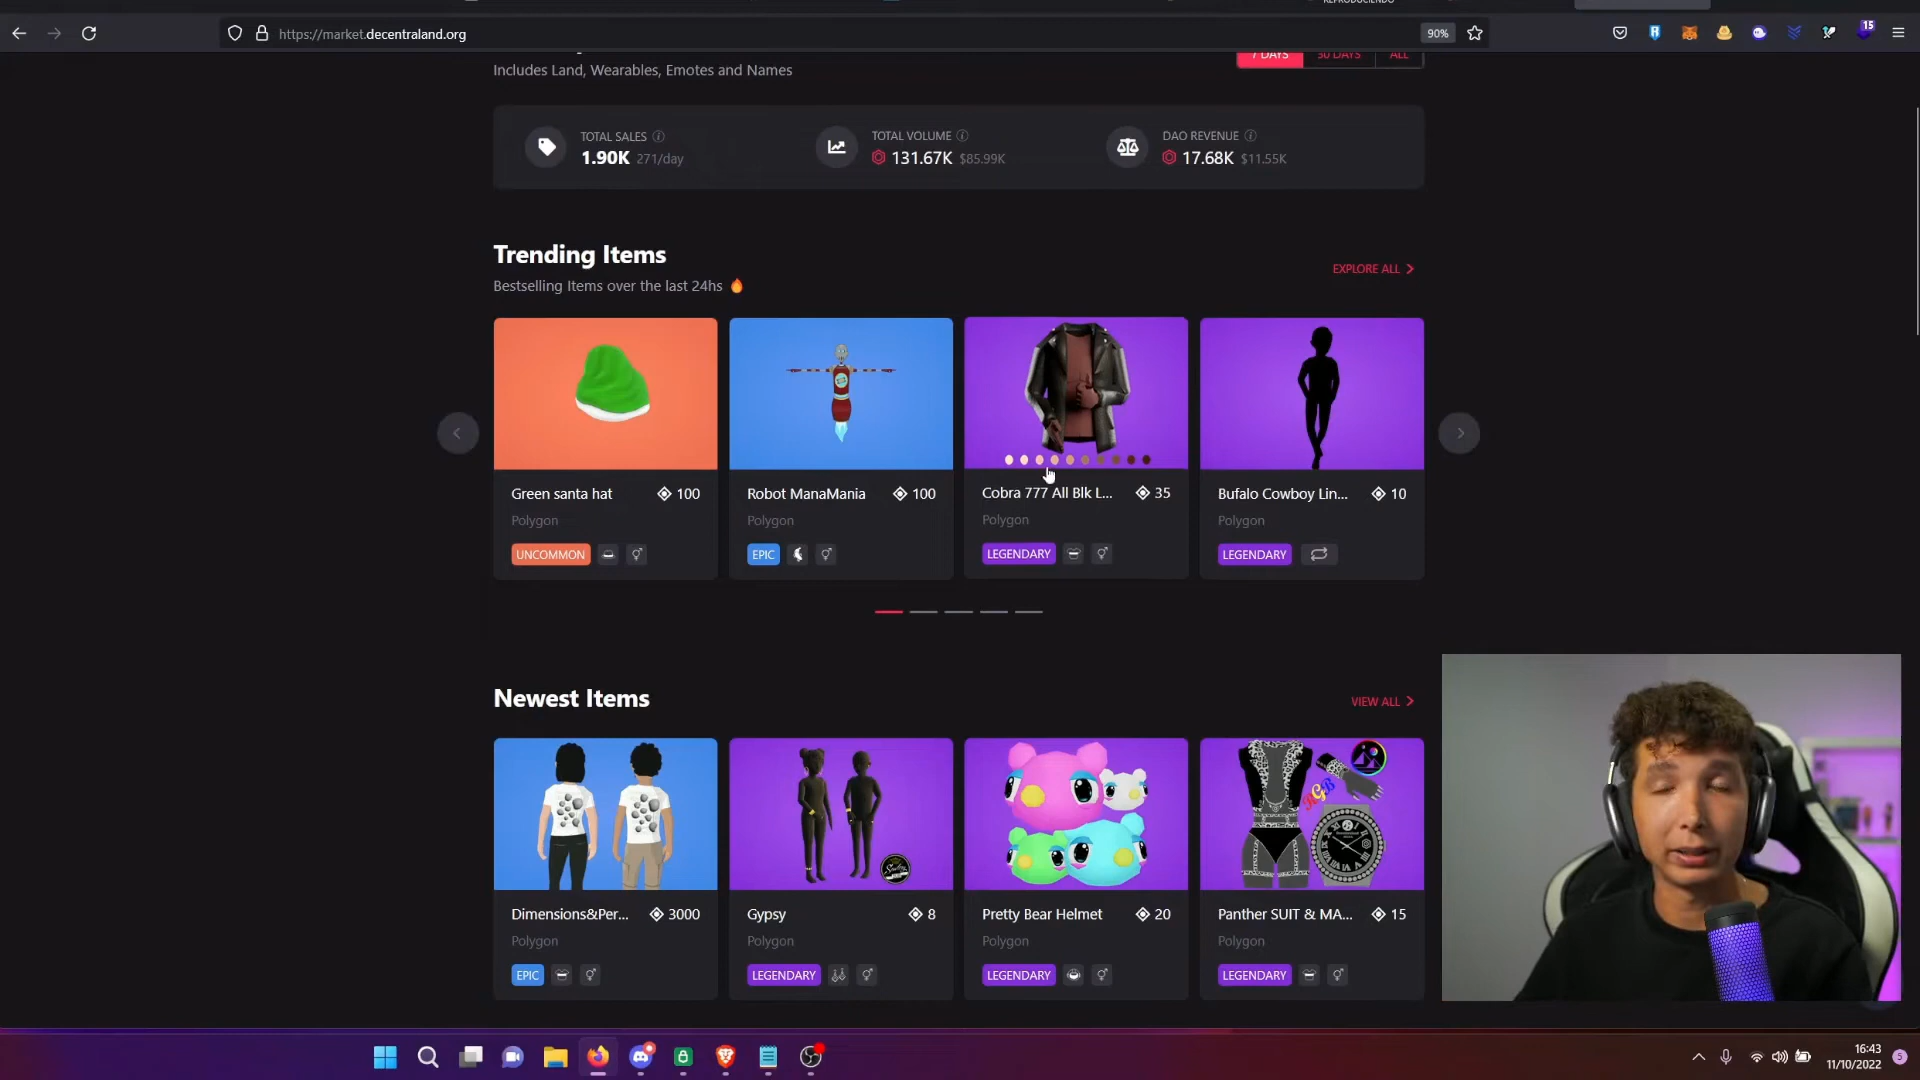 REPRODUCIENDO
https://market.decentraland.org
90%
15
Includes Land, Wearables, Emotes and Names
7 DAYS
30 DAYS
ALL
TOTAL SALES
1.90K 271/day
TOTAL VOLUME
131.67K $85.99K
DAO REVENUE
17.68K $11.55K
Trending Items
Bestselling Items over the last 24hs
EXPLORE ALL
Green santa hat 100
Polygon
UNCOMMON
Robot ManaMania 100
Polygon
EPIC
Cobra 777 All Blk L... 35
Polygon
LEGENDARY
Bufalo Cowboy Lin... 10
Polygon
LEGENDARY
Newest Items
VIEW ALL
RGB
Dimensions&Per... 3000
Polygon
EPIC
Gypsy 8
Polygon
LEGENDARY
Pretty Bear Helmet 20
Polygon
LEGENDARY
Panther SUIT & MA... 15
Polygon
LEGENDARY
16:43
11/10/2022
5